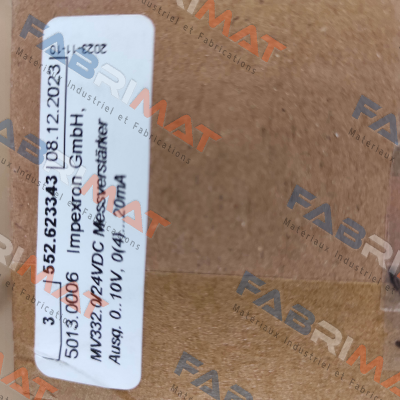 3 552.623343 08.12.2023 2023-11-10
5013.0006 Impexron GmbH,
MV332.0/24VDC Messverstärker
Ausg. 0..10V, 0(4)...20mA
FABRIMAT
Matériaux Industriel et Fabrications
FABRIMAT
Matériaux Industriel et Fabrications
FABRIMAT
Matériaux Industriel et Fabrications
FABRIMAT